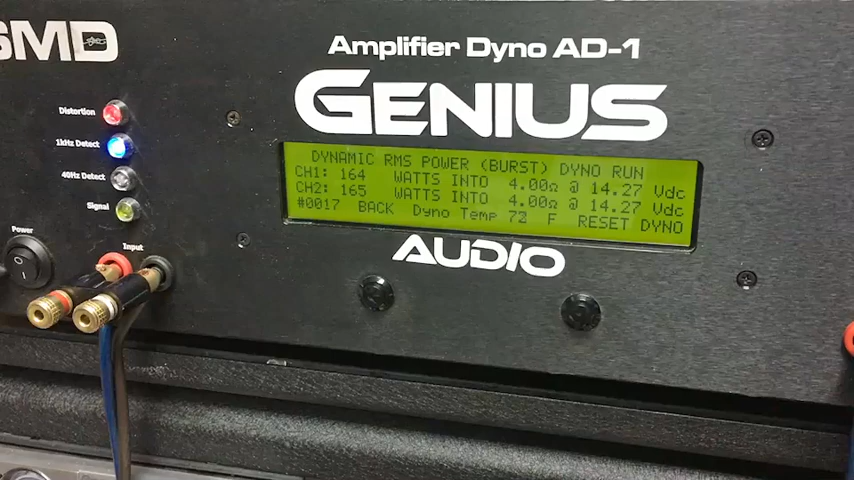 SMD
Amplifier Dyno AD-1
GENIUS
Distortion
1kHz Detect
40Hz Detect
Signal
Power
Input
DYNAMIC RMS POWER (BURST) DYNO RUN
CH1: 164 WATTS INTO 4.00Ω @ 14.27 Vdc
CH2: 165 WATTS INTO 4.00Ω @ 14.27 Vdc
#0017 BACK Dyno Temp 72 F RESET DYNO
AUDIO